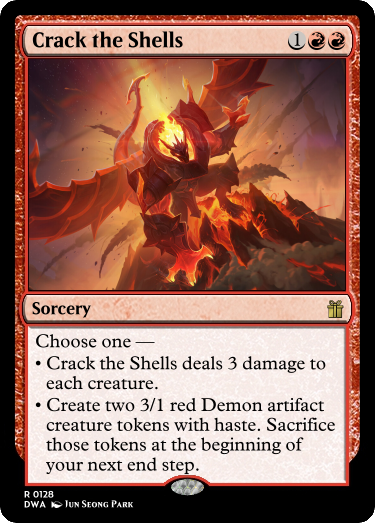 Crack the Shells 1
Sorcery
Choose one —
• Crack the Shells deals 3 damage to
each creature.
• Create two 3/1 red Demon artifact
creature tokens with haste. Sacrifice
those tokens at the beginning of
your next end step.
R 0128
DWA Jun Seong Park